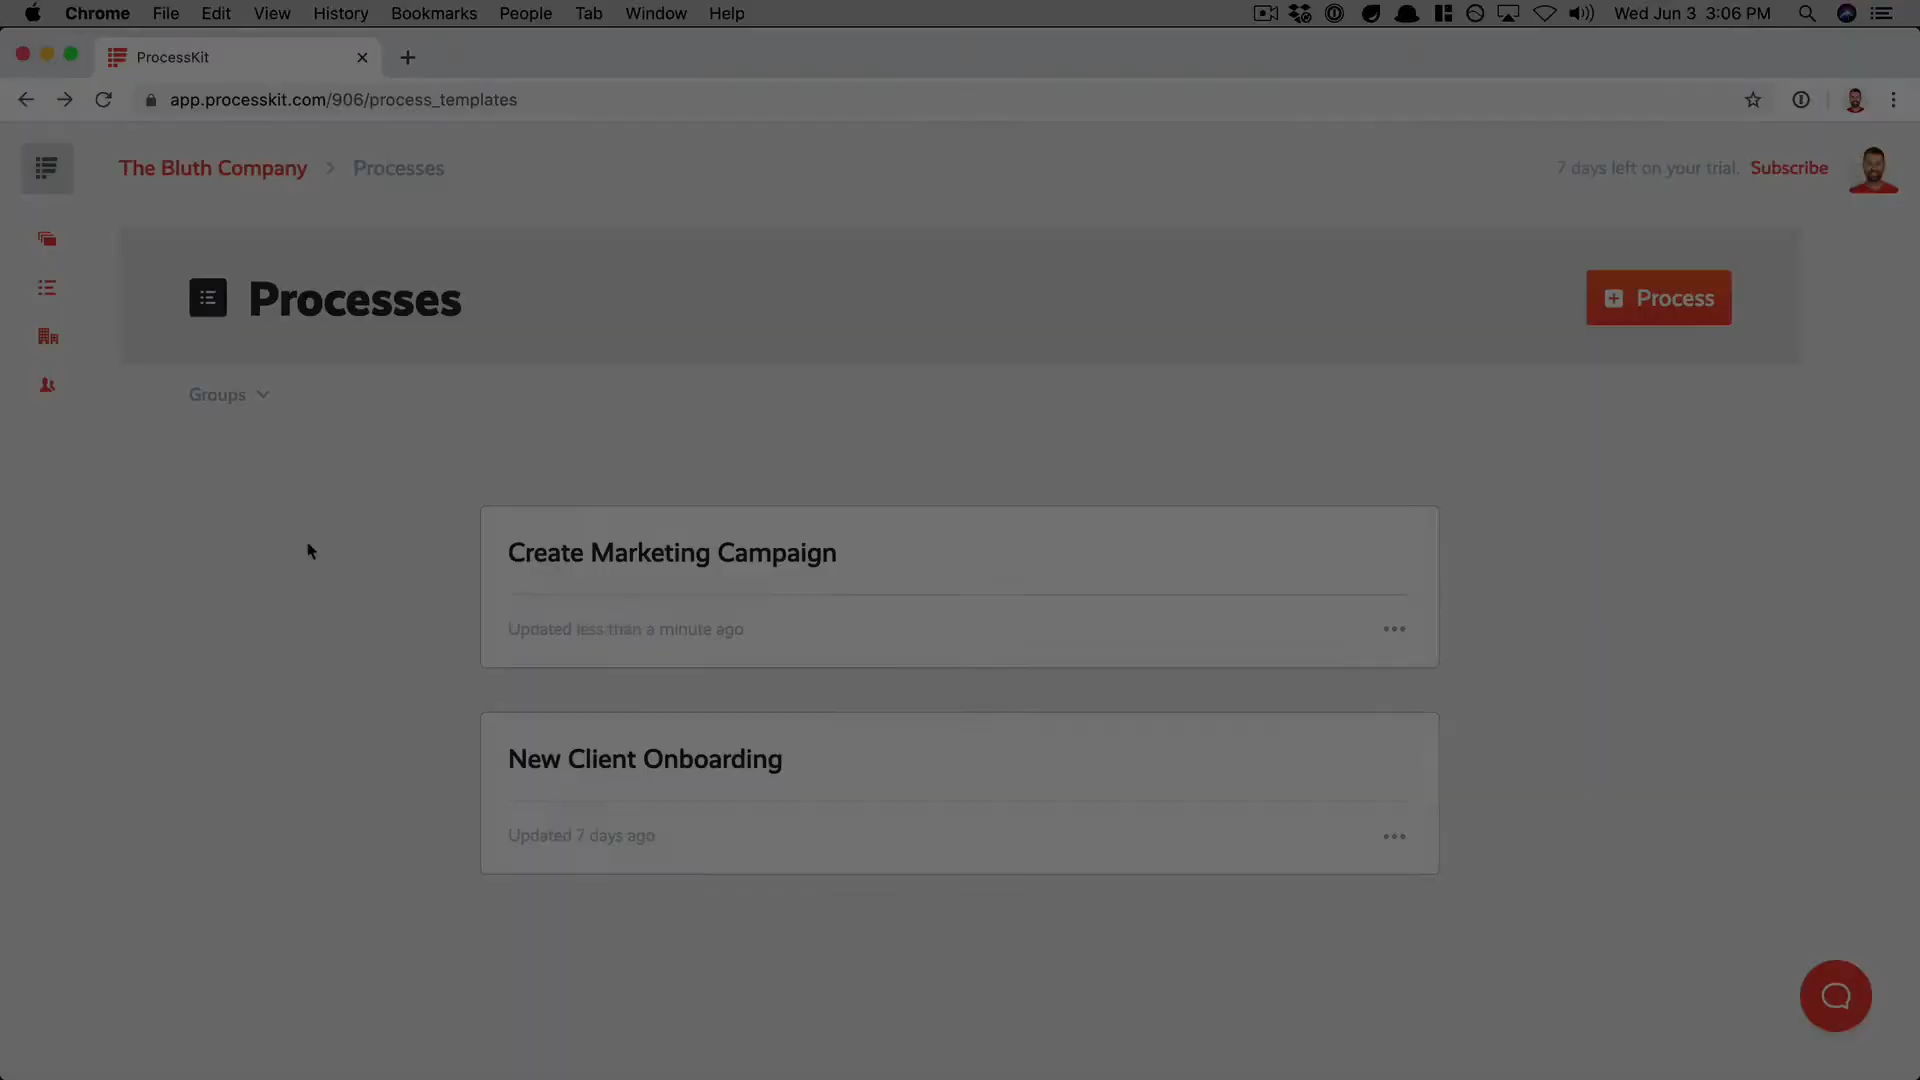 Chrome File Edit View History Bookmarks People Tab Window Help Wed Jun 3 3:06 PM
ProcessKit
app.processkit.com/906/process_templates
The Bluth Company > Processes 7 days left on your trial. Subscribe
Processes
Process
Groups
Create Marketing Campaign
Updated less than a minute ago
New Client Onboarding
Updated 7 days ago